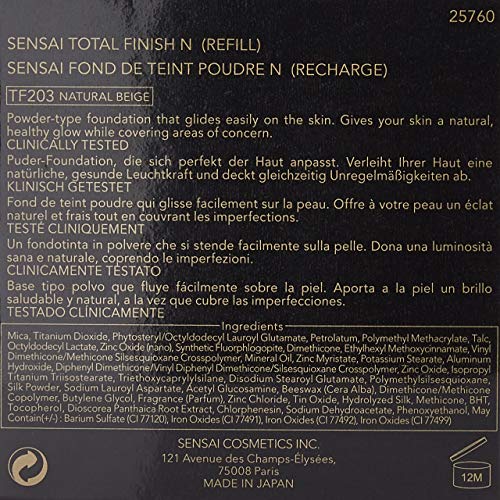 25760
SENSAI TOTAL FINISH N (REFILL)
SENSAI FOND DE TEINT POUDRE N (RECHARGE)
TF203 NATURAL BEIGE
Powder-type foundation that glides easily on the skin. Gives your skin a natural,
healthy glow while covering areas of concern.
CLINICALLY TESTED
Puder-Foundation, die sich perfekt der Haut anpasst. Verleiht Ihrer Haut eine
natürliche, gesunde Leuchtkraft und deckt gleichzeitig Unregelmäßigkeiten ab.
KLINISCH GETESTET
Fond de teint poudre qui glisse facilement sur la peau. Offre à votre peau un éclat
naturel et frais tout en couvrant les imperfections.
TESTÉ CLINIQUEMENT
Un fondotinta in polvere che si stende facilmente sulla pelle. Dona una luminosità
sana e naturale, coprendo le imperfezioni.
CLINICAMENTE TESTATO
Base tipo polvo que fluye fácilmente sobre la piel. Aporta a la piel un brillo
saludable y natural, a la vez que cubre las imperfecciones.
TESTADO CLÍNICAMENTE
Ingredients
Mica, Titanium Dioxide, Phytosteryl/Octyldodecyl Lauroyl Glutamate, Petrolatum, Polymethyl Methacrylate, Talc,
Octyldodecyl Lactate, Zinc Oxide (nano), Synthetic Fluorphlogopite, Dimethicone, Ethylhexyl Methoxycinnamate, Vinyl
Dimethicone/Methicone Silsesquioxane Crosspolymer, Mineral Oil, Zinc Myristate, Potassium Stearate, Aluminum
Hydroxide, Diphenyl Dimethicone/Vinyl Diphenyl Dimethicone/Silsesquioxane Crosspolymer, Zinc Oxide, Isopropyl
Titanium Triisostearate, Triethoxycaprylylsilane, Disodium Stearoyl Glutamate, Polymethylsilsesquioxane,
Silk Powder, Sodium Lauroyl Aspartate, Acetyl Glucosamine, Beeswax (Cera Alba), Dimethicone/Methicone
Copolymer, Butylene Glycol, Fragrance (Parfum), Zinc Chloride, Tin Oxide, Hydrolyzed Silk, Methicone, BHT,
Tocopherol, Dioscorea Panthaica Root Extract, Chlorphenesin, Sodium Dehydroacetate, Phenoxyethanol, May
Contain(+/-) : Barium Sulfate (CI 77120), Iron Oxides (CI 77491), Iron Oxides (CI 77492), Iron Oxides (CI 77499)
SENSAI COSMETICS INC.
121 Avenue des Champs-Élysées,
75008 Paris
MADE IN JAPAN
12M